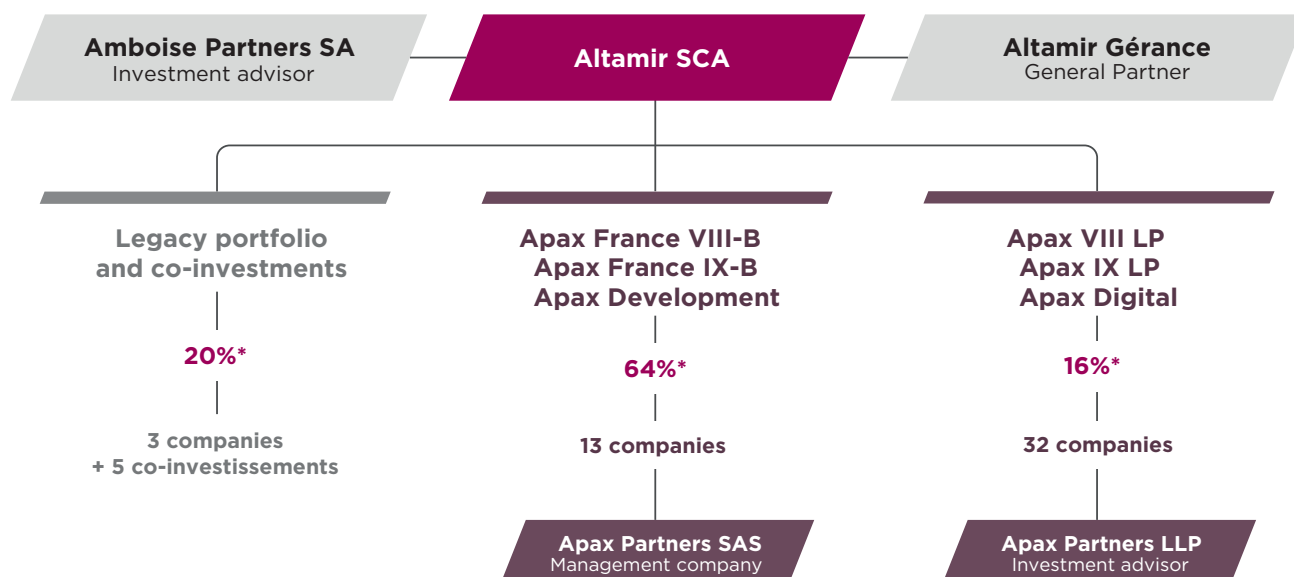 Amboise Partners SA
Investment advisor
Altamir SCA
Altamir Gérance
General Partner
Legacy portfolio
and co-investments
20%*
3 companies
+ 5 co-investissements
Apax France VIII-B
Apax France IX-B
Apax Development
64%*
13 companies
Apax Partners SAS
Management company
Apax VIII LP
Apax IX LP
Apax Digital
16%*
32 companies
Apax Partners LLP
Investment advisor